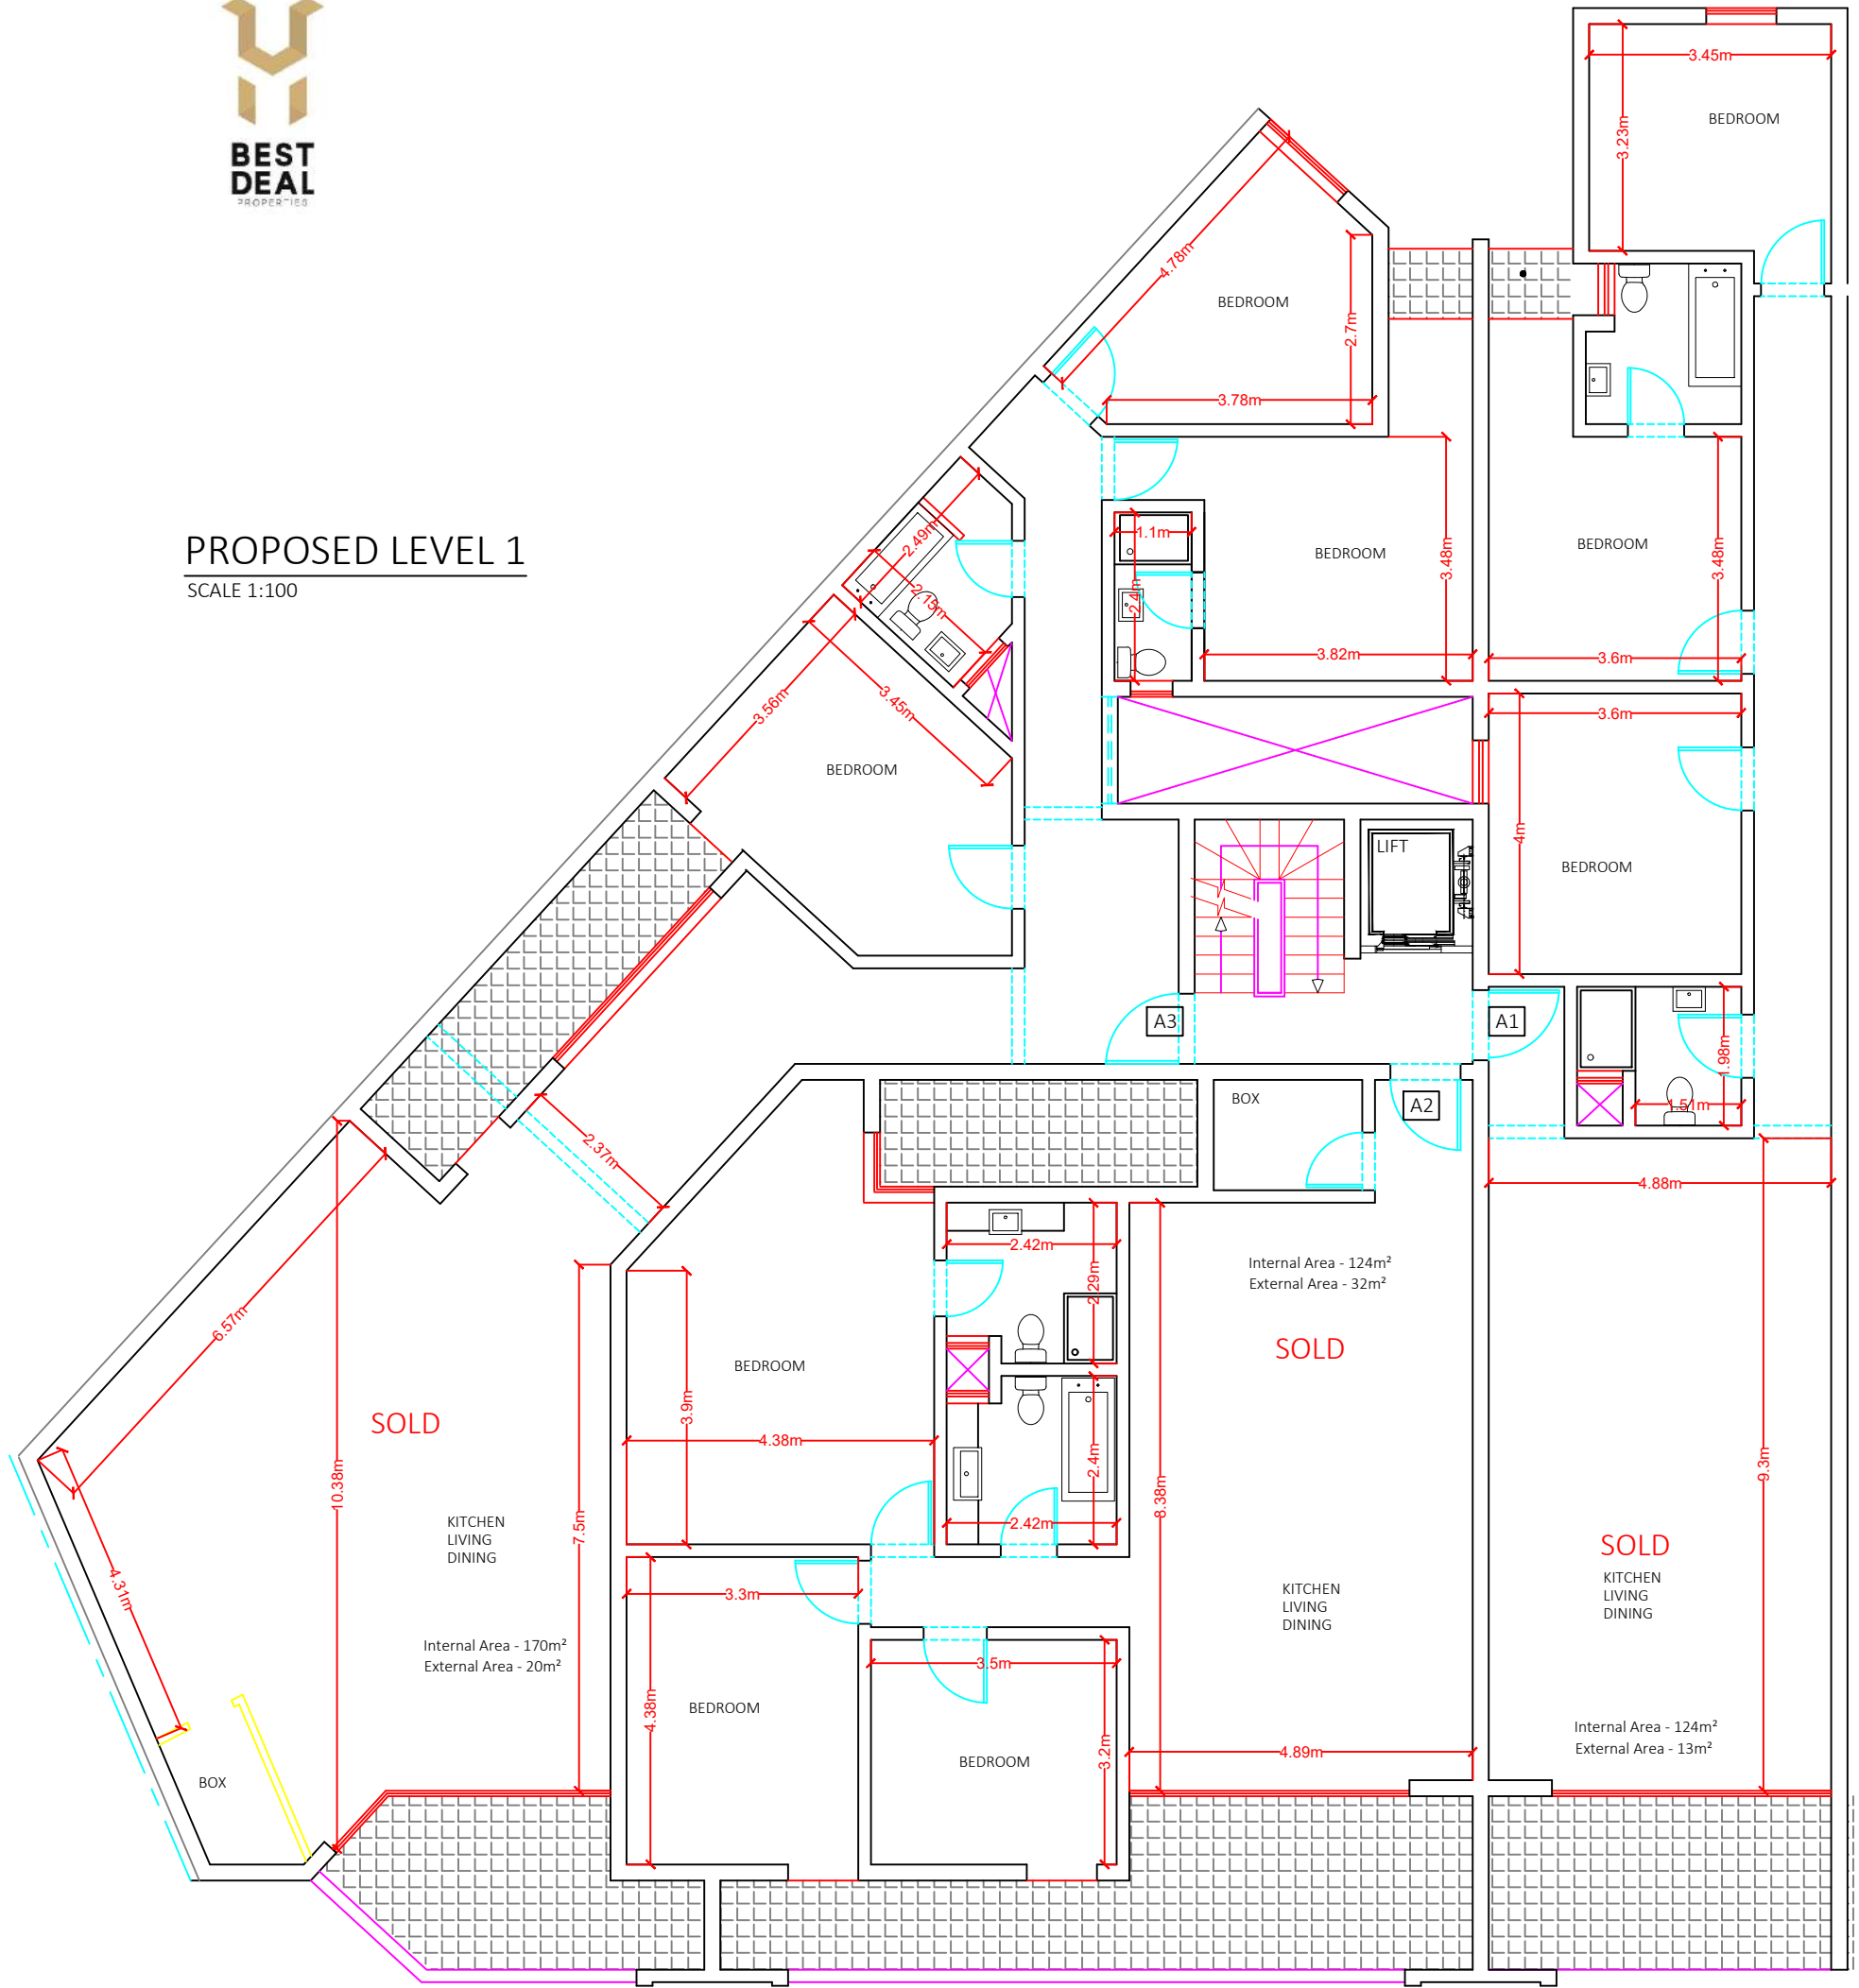 BEST
DEAL
PROPERTIES
PROPOSED LEVEL 1
SCALE 1:100
3.45m
BEDROOM
3.23m
4.78m
BEDROOM
2.7m
3.78m
2.49m
2.15m
1.1m
2.4m
BEDROOM
3.48m
3.82m
BEDROOM
3.48m
3.6m
3.56m
3.45m
BEDROOM
3.6m
4m
BEDROOM
LIFT
A3
A1
1.98m
1.51m
BOX
A2
2.37m
4.88m
2.42m
2.29m
Internal Area - 124m²
External Area - 32m²
SOLD
6.57m
BEDROOM
3.9m
4.38m
SOLD
10.38m
7.5m
KITCHEN
LIVING
DINING
2.4m
2.42m
8.38m
9.3m
SOLD
KITCHEN
LIVING
DINING
KITCHEN
LIVING
DINING
4.31m
3.3m
Internal Area - 170m²
External Area - 20m²
3.5m
4.38m
BEDROOM
3.2m
BEDROOM
4.89m
Internal Area - 124m²
External Area - 13m²
BOX